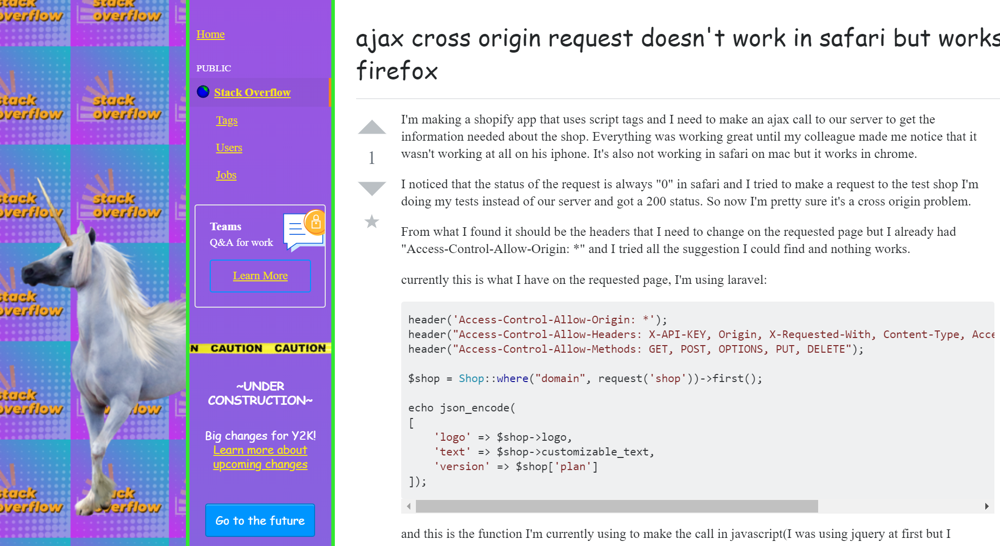 Home
PUBLIC
Stack Overflow
Tags
Users
Jobs
Teams
Q&A for work
Learn More
CAUTION CAUTION
~UNDER
CONSTRUCTION~
Big changes for Y2K!
Learn more about
upcoming changes
Go to the future
ajax cross origin request doesn't work in safari but works
firefox
1
I'm making a shopify app that uses script tags and I need to make an ajax call to our server to get the
information needed about the shop. Everything was working great until my colleague made me notice that it
wasn't working at all on his iphone. It's also not working in safari on mac but it works in chrome.
I noticed that the status of the request is always "0" in safari and I tried to make a request to the test shop I'm
doing my tests instead of our server and got a 200 status. So now I'm pretty sure it's a cross origin problem.
From what I found it should be the headers that I need to change on the requested page but I already had
"Access-Control-Allow-Origin: *" and I tried all the suggestion I could find and nothing works.
currently this is what I have on the requested page, I'm using laravel:
header('Access-Control-Allow-Origin: *');
header("Access-Control-Allow-Headers: X-API-KEY, Origin, X-Requested-With, Content-Type, Acce
header("Access-Control-Allow-Methods: GET, POST, OPTIONS, PUT, DELETE");
$shop = Shop::where("domain", request('shop'))->first();
echo json_encode(
[
'logo' => $shop->logo,
'text' => $shop->customizable_text,
'version' => $shop['plan']
]);
and this is the function I'm currently using to make the call in javascript(I was using jquery at first but I
stack
overflow
stack
overflow
stack
overflow